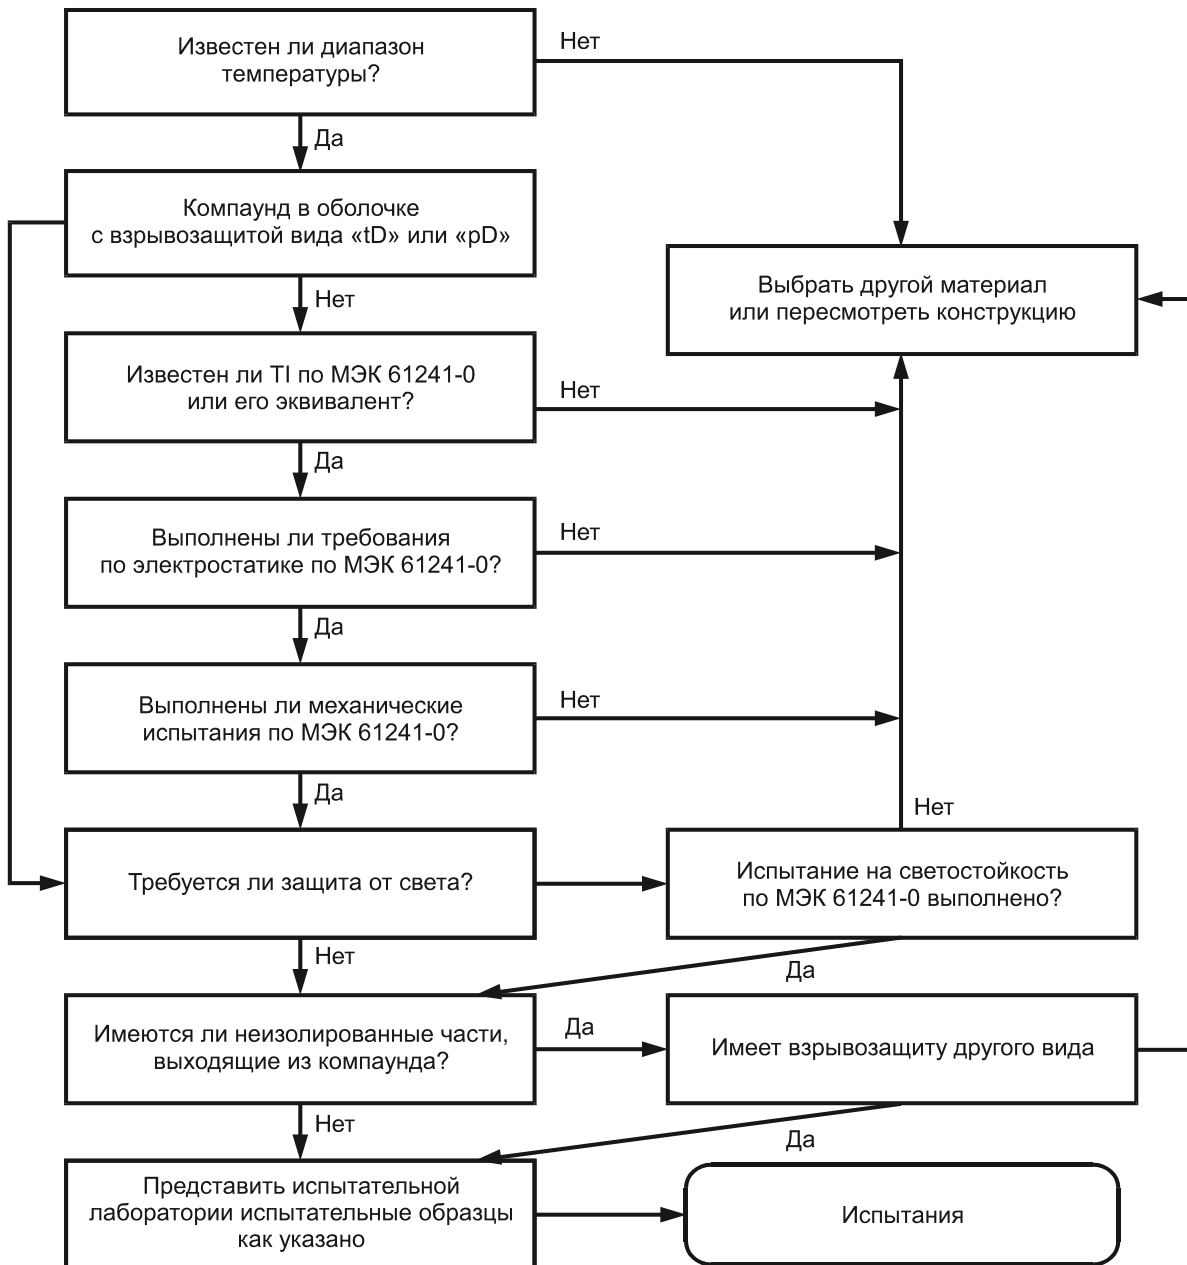 Известен ли диапазон
температуры?
Нет
Да
Компаунд в оболочке
с взрывозащитой вида «tD» или «pD»
Выбрать другой материал
или пересмотреть конструкцию
Нет
Известен ли TI по МЭК 61241-0
или его эквивалент?
Нет
Да
Выполнены ли требования
по электростатике по МЭК 61241-0?
Нет
Да
Выполнены ли механические
испытания по МЭК 61241-0?
Нет
Да
Нет
Требуется ли защита от света?
Испытание на светостойкость
по МЭК 61241-0 выполнено?
Нет
Да
Имеются ли неизолированные части,
выходящие из компаунда?
Да
Имеет взрывозащиту другого вида
Нет
Да
Представить испытательной
лаборатории испытательные образцы
как указано
Испытания